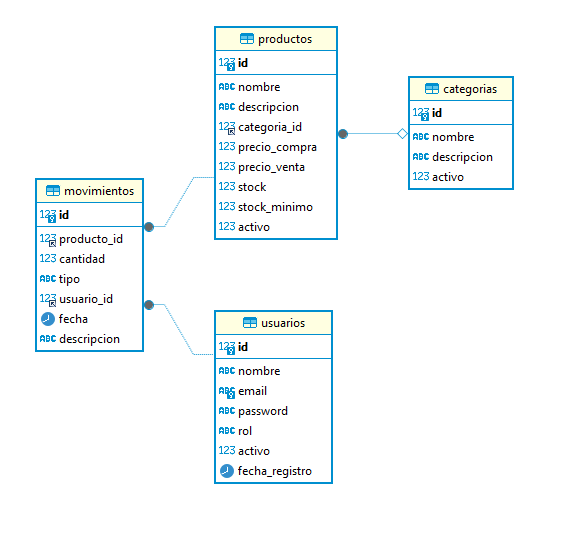 productos
123 id
ABC nombre
ABC descripcion
123 categoria_id
123 precio_compra
123 precio_venta
123 stock
123 stock_minimo
123 activo
categorias
123 id
ABC nombre
ABC descripcion
123 activo
movimientos
123 id
123 producto_id
123 cantidad
ABC tipo
123 usuario_id
fecha
ABC descripcion
usuarios
123 id
ABC nombre
ABC email
ABC password
ABC rol
123 activo
fecha_registro